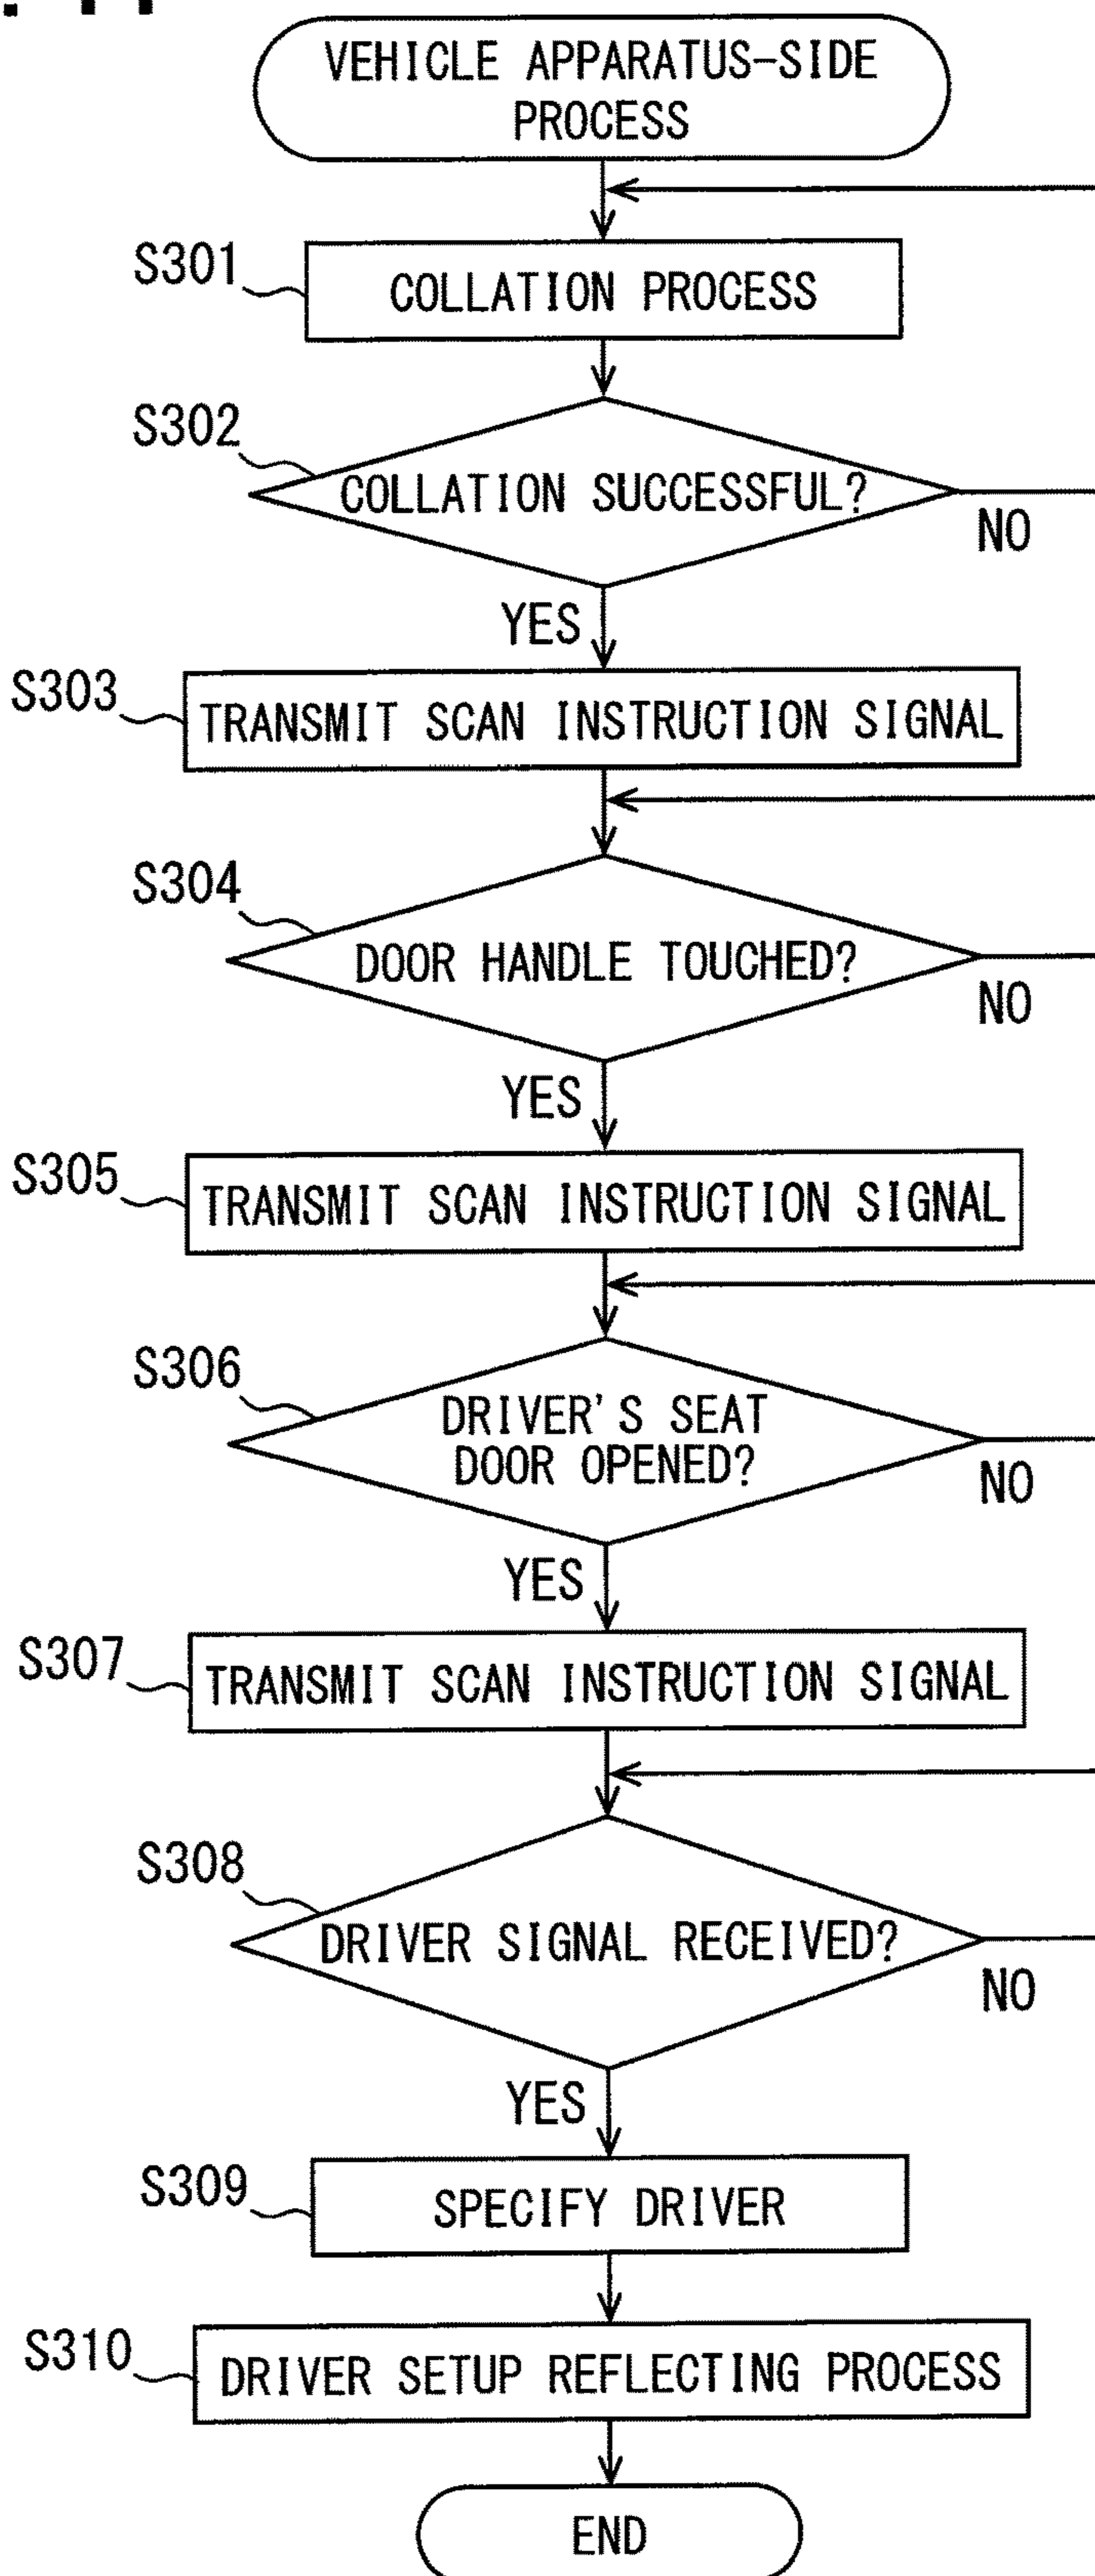 VEHICLE APPARATUS-SIDE
PROCESS
S301
COLLATION PROCESS
S302
COLLATION SUCCESSFUL?
NO
YES
S303
TRANSMIT SCAN INSTRUCTION SIGNAL
S304
DOOR HANDLE TOUCHED?
NO
YES
S305
TRANSMIT SCAN INSTRUCTION SIGNAL
S306
DRIVER'S SEAT
DOOR OPENED?
NO
YES
S307
TRANSMIT SCAN INSTRUCTION SIGNAL
S308
DRIVER SIGNAL RECEIVED?
NO
YES
S309
SPECIFY DRIVER
S310
DRIVER SETUP REFLECTING PROCESS
END